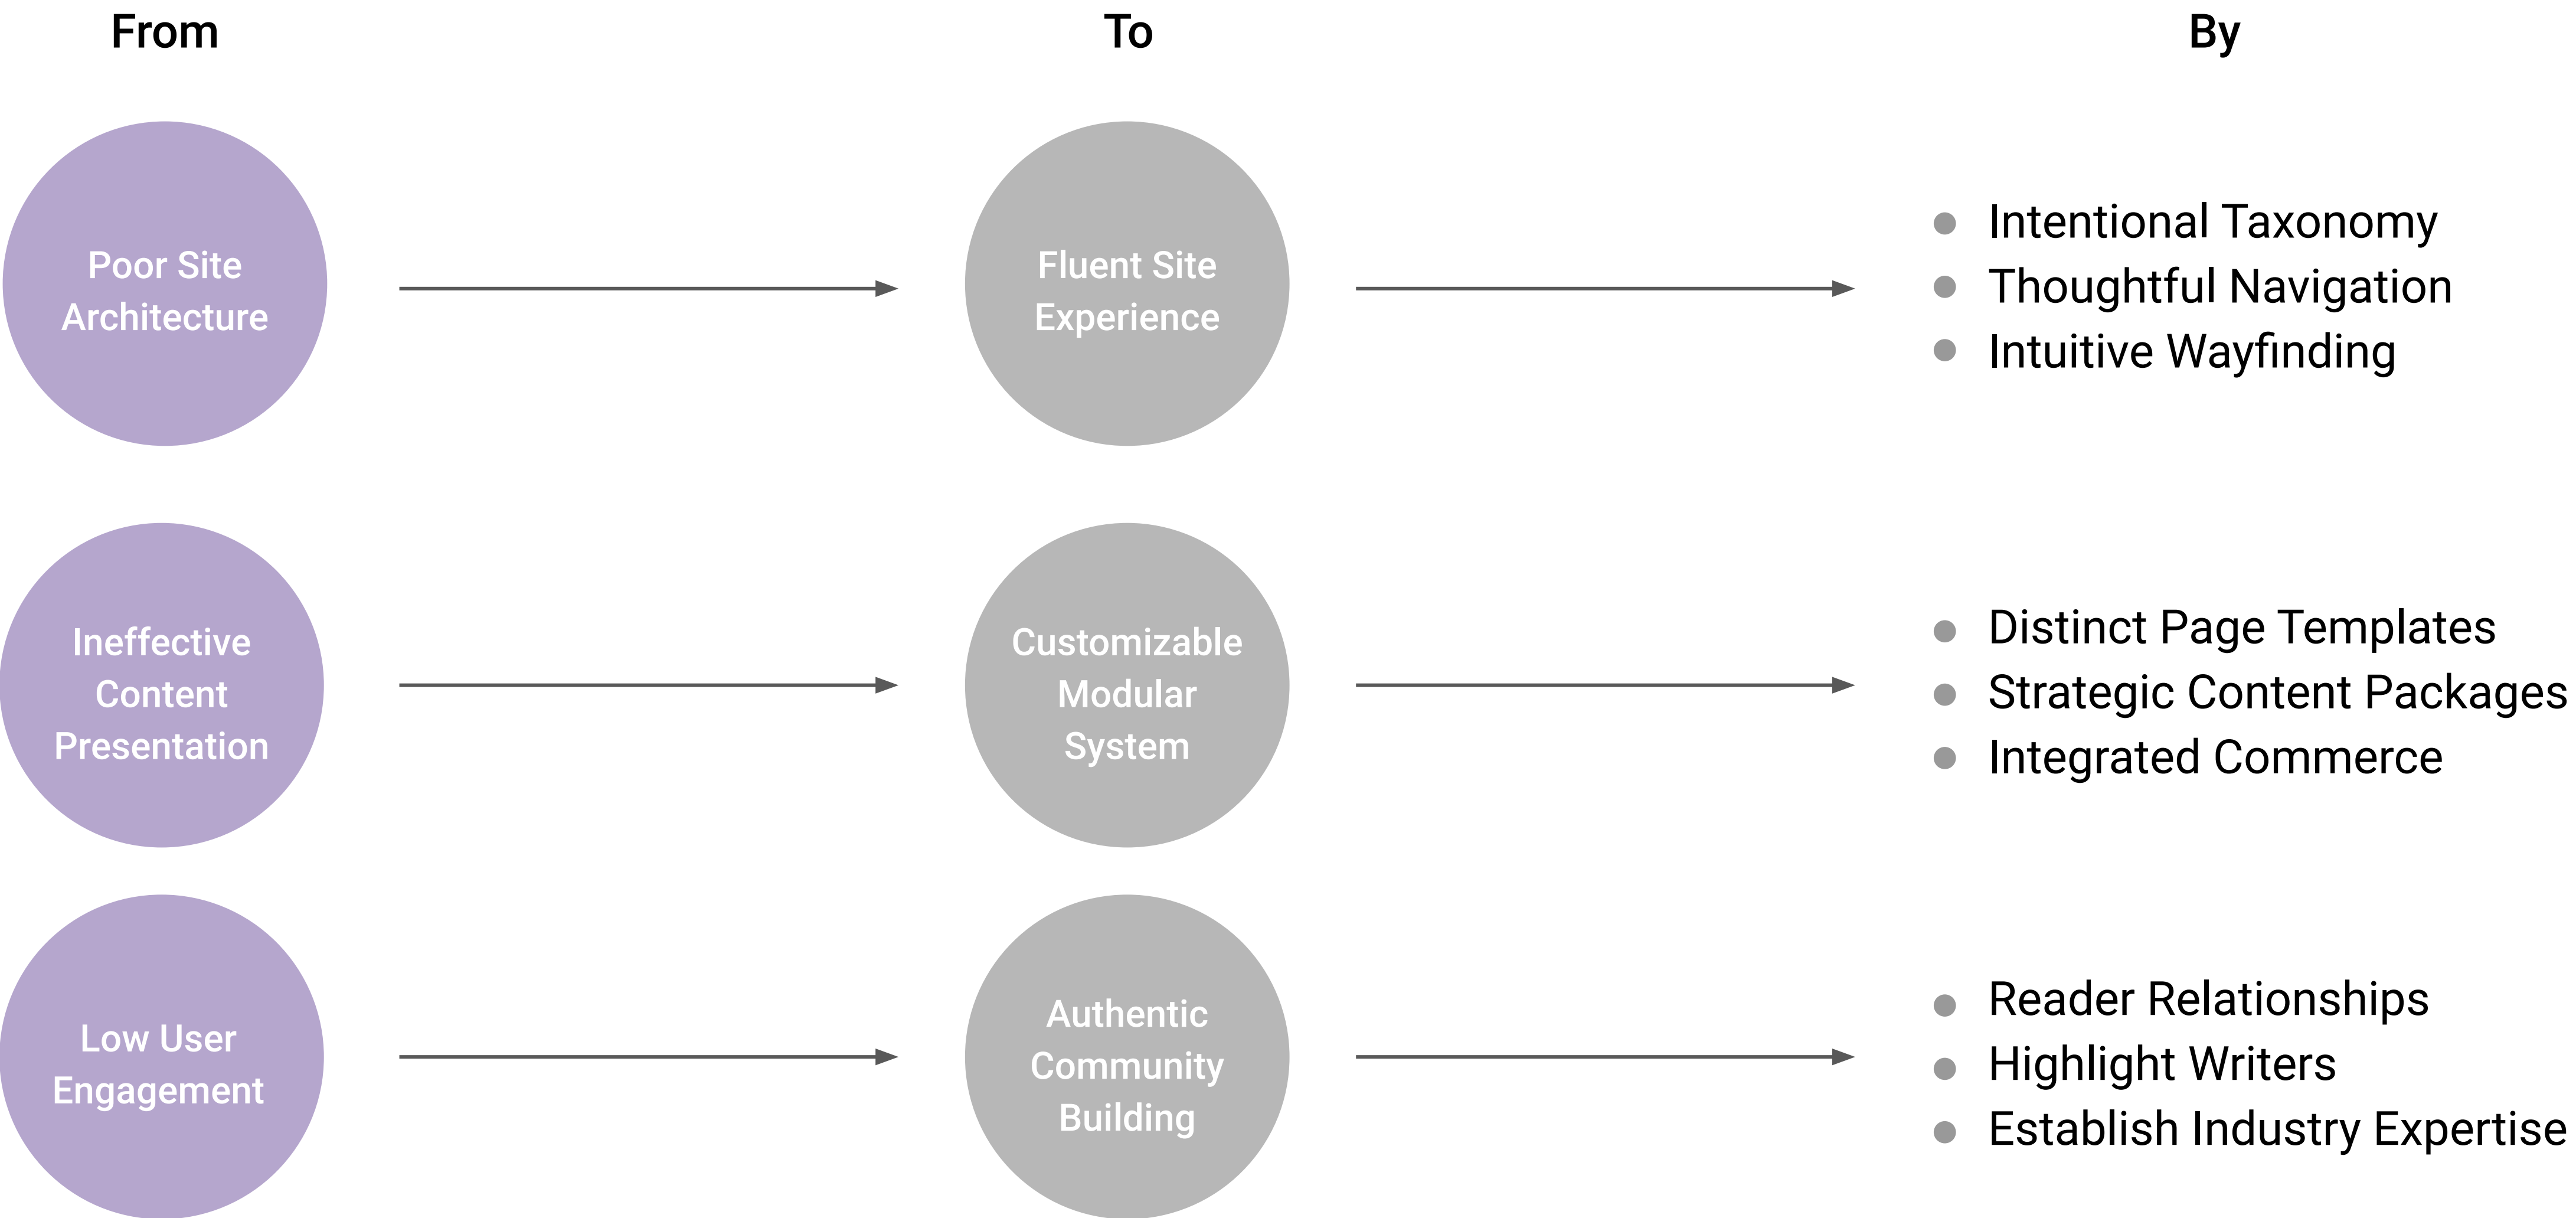 From
To
By
Poor Site
Architecture
Fluent Site
Experience
Intentional Taxonomy
Thoughtful Navigation
Intuitive Wayfinding
Ineffective
Content
Presentation
Customizable
Modular
System
Distinct Page Templates
Strategic Content Packages
Integrated Commerce
Low User
Engagement
Authentic
Community
Building
Reader Relationships
Highlight Writers
Establish Industry Expertise